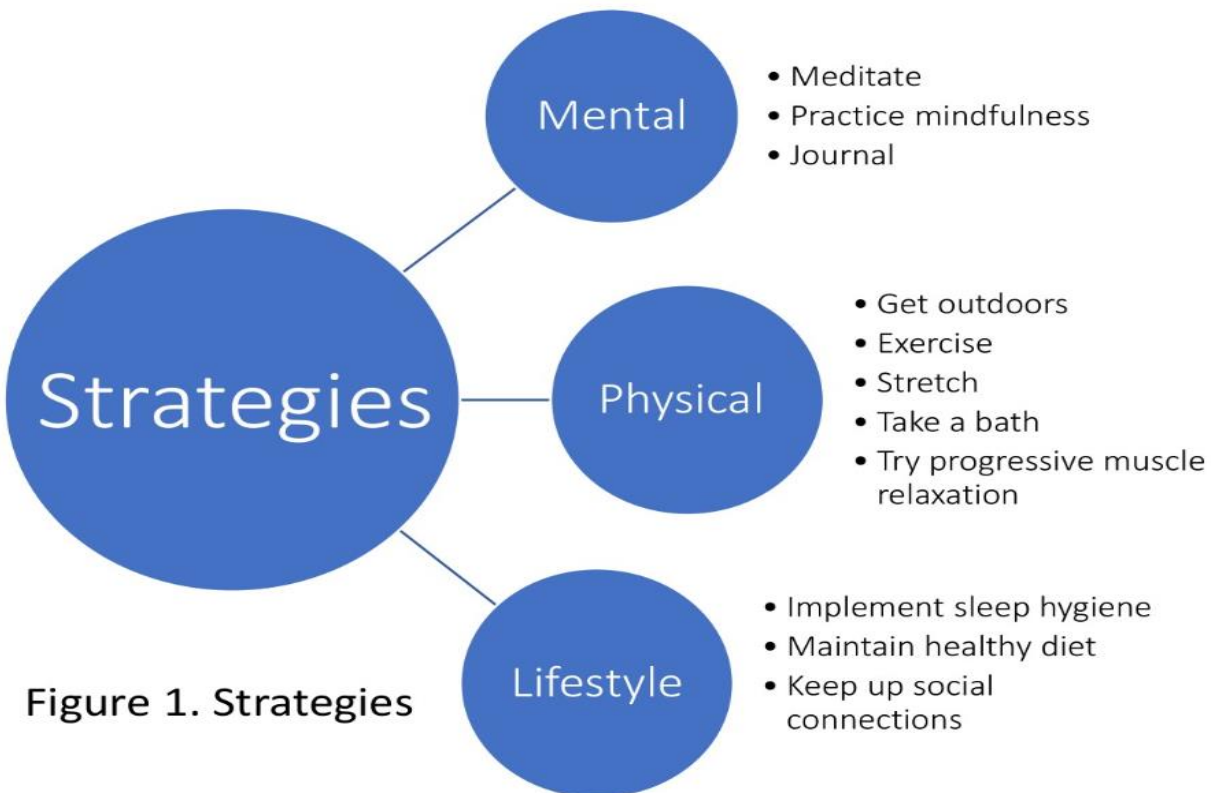 Mental
• Meditate
• Practice mindfulness
• Journal
Strategies
Physical
• Get outdoors
• Exercise
• Stretch
• Take a bath
• Try progressive muscle
relaxation
Lifestyle
• Implement sleep hygiene
• Maintain healthy diet
• Keep up social
connections
Figure 1. Strategies